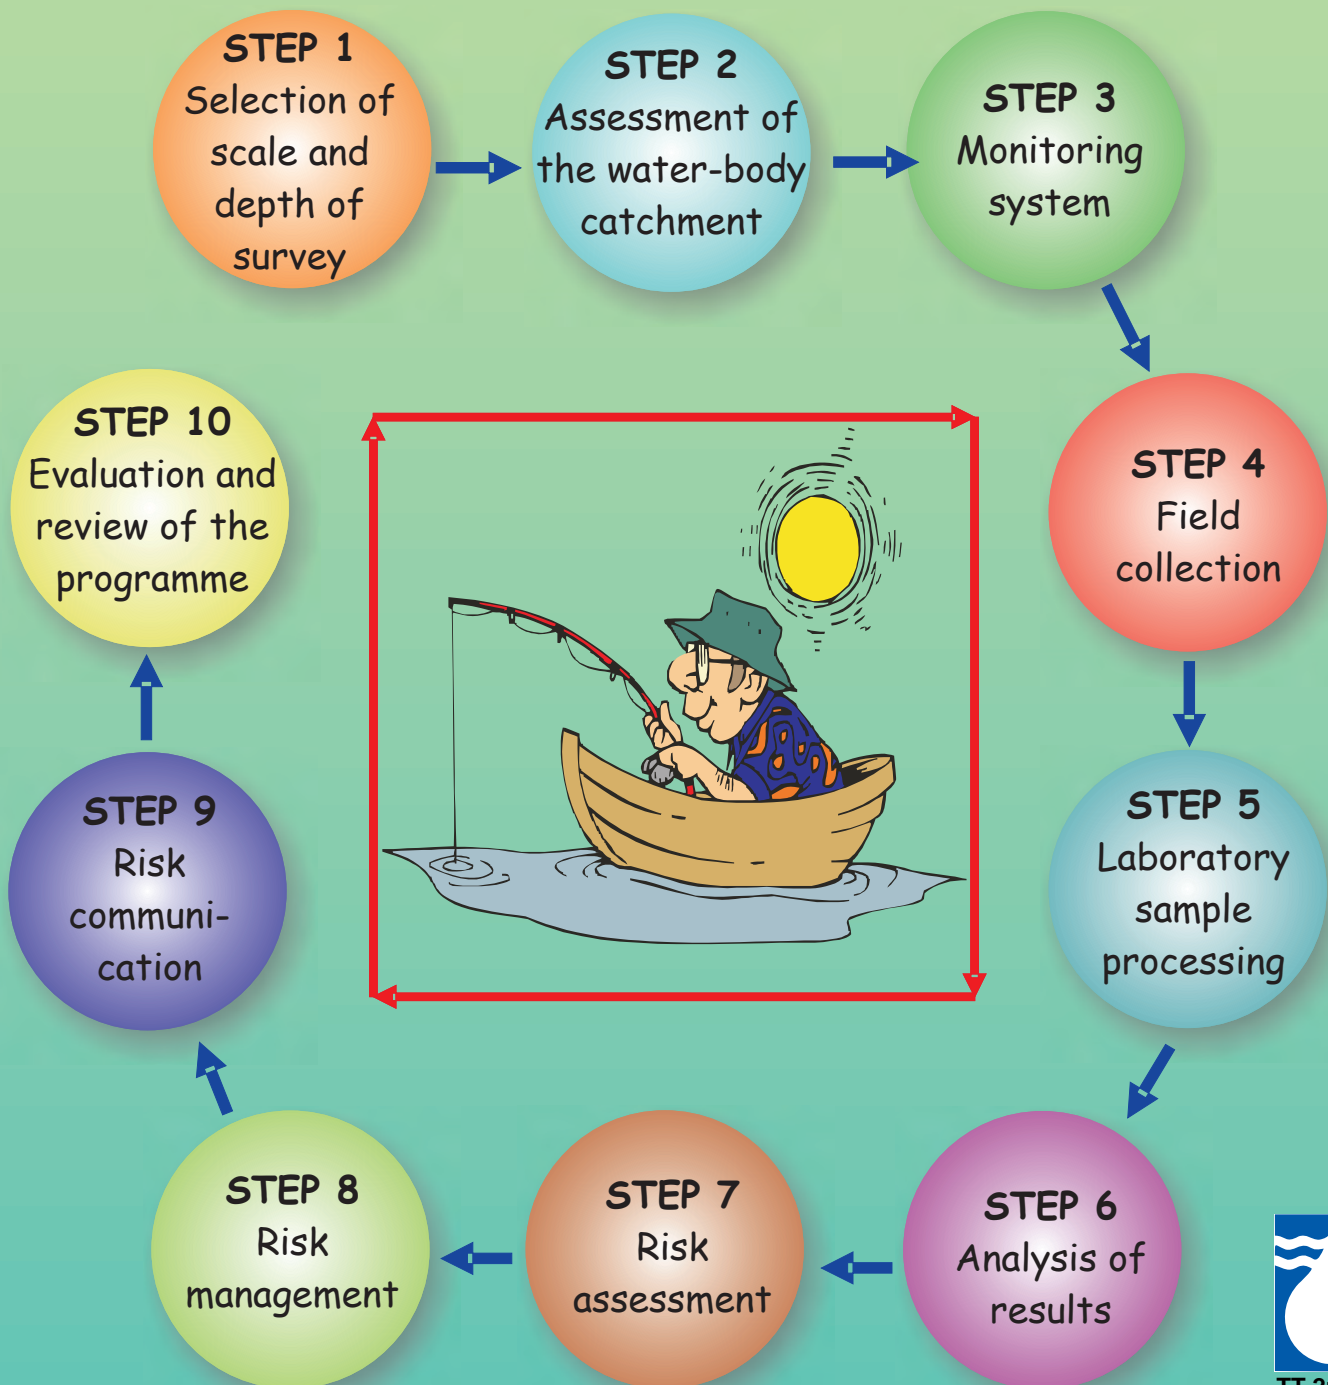 STEP 1
Selection of
scale and
depth of
survey
STEP 2
Assessment of
the water-body
catchment
STEP 3
Monitoring
system
STEP 4
Field
collection
STEP 5
Laboratory
sample
processing
STEP 6
Analysis of
results
STEP 7
Risk
assessment
STEP 8
Risk
management
STEP 9
Risk
communi-
cation
STEP 10
Evaluation and
review of the
programme
TT